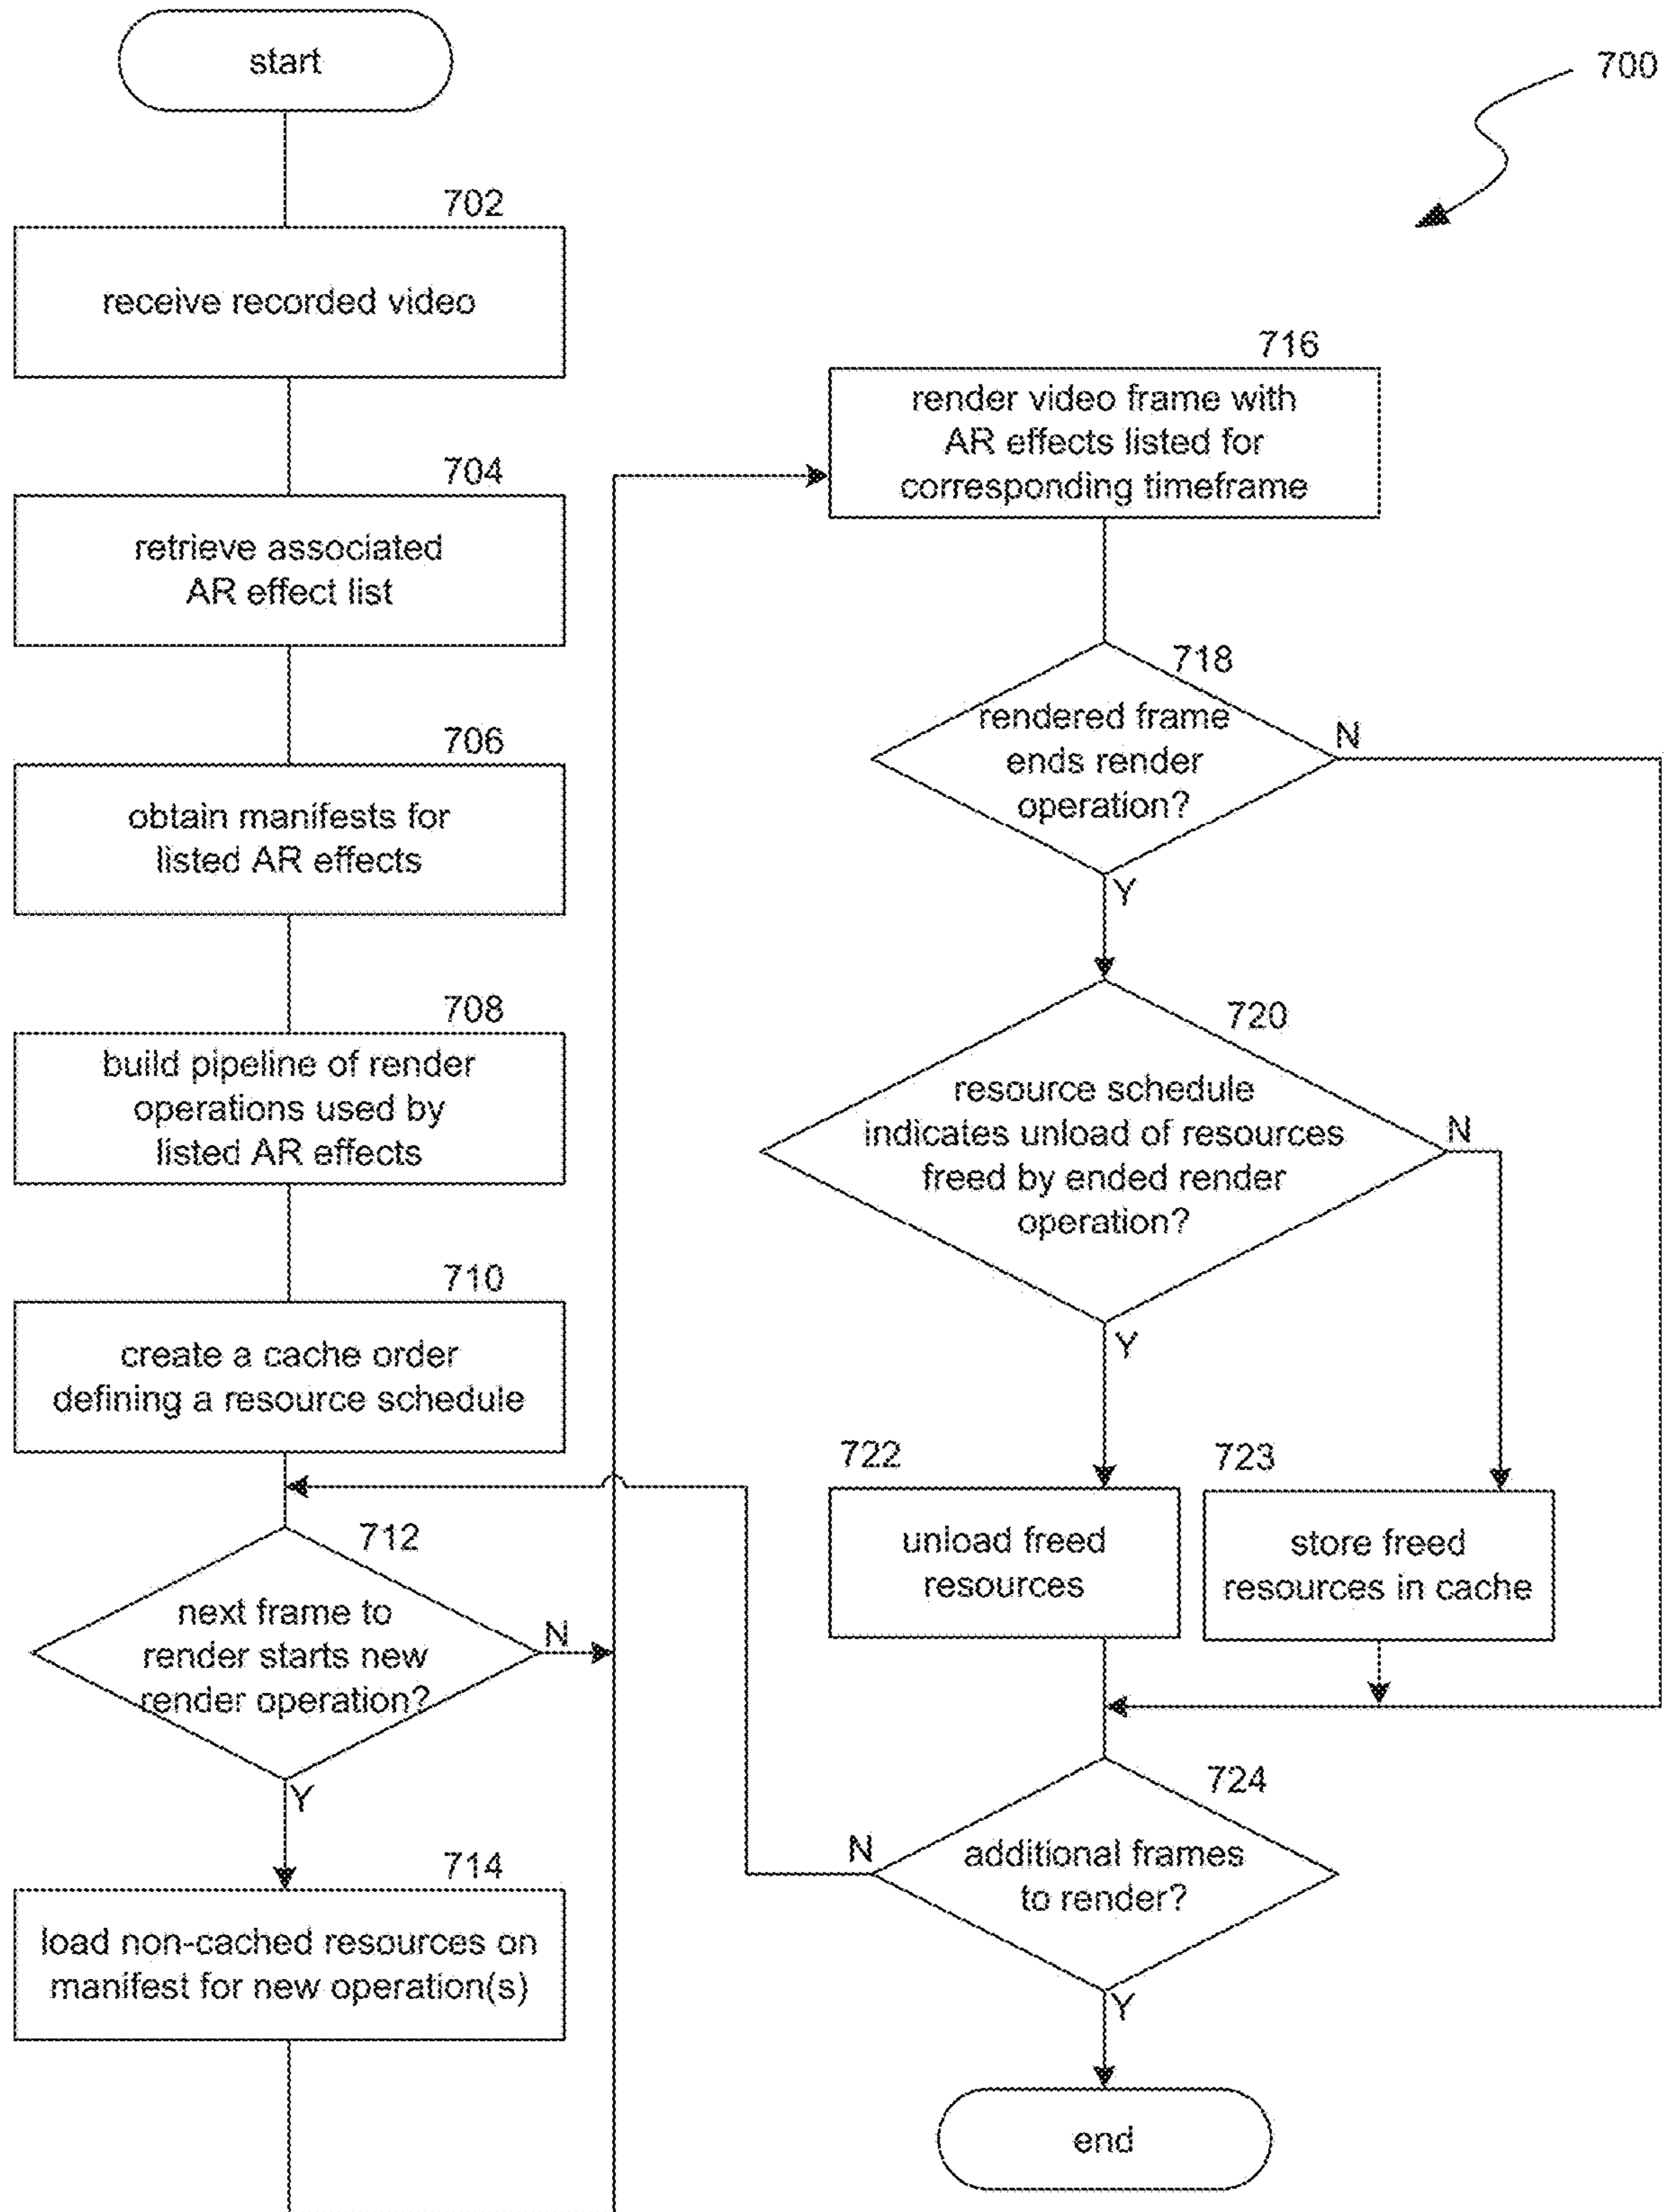 start
700
702
receive recorded video
704
retrieve associated
AR effect list
706
obtain manifests for
listed AR effects
708
build pipeline of render
operations used by
listed AR effects
710
create a cache order
defining a resource schedule
712
next frame to
render starts new
render operation?
N
Y
714
load non-cached resources on
manifest for new operation(s)
716
render video frame with
AR effects listed for
corresponding timeframe
718
rendered frame
ends render
operation?
N
Y
720
resource schedule
indicates unload of resources
freed by ended render
operation?
N
Y
722
unload freed
resources
723
store freed
resources in cache
724
additional frames
to render?
N
Y
end